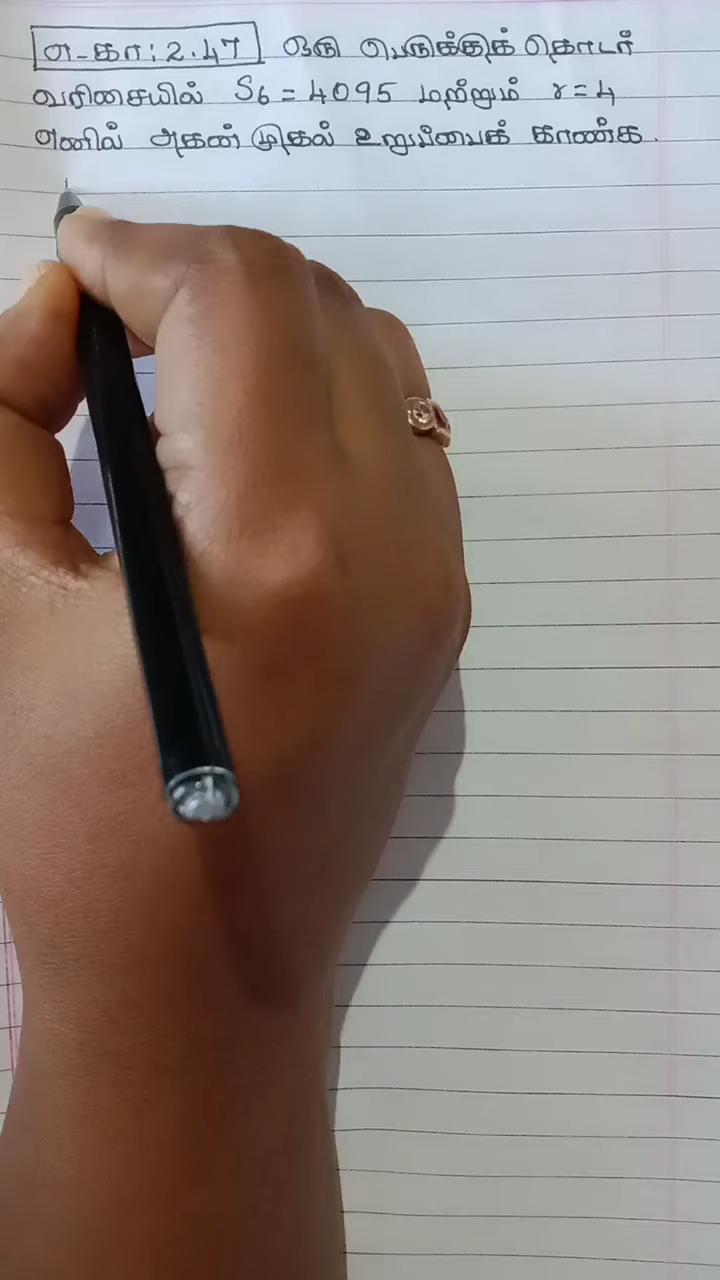 எ-கா: 2.47 ஒரு பெருக்குத் தொடர்
வரிசையில் S₆ = 4095 மற்றும் r = 4
எனில் அதன் முதல் உறுப்பைக் காண்க.